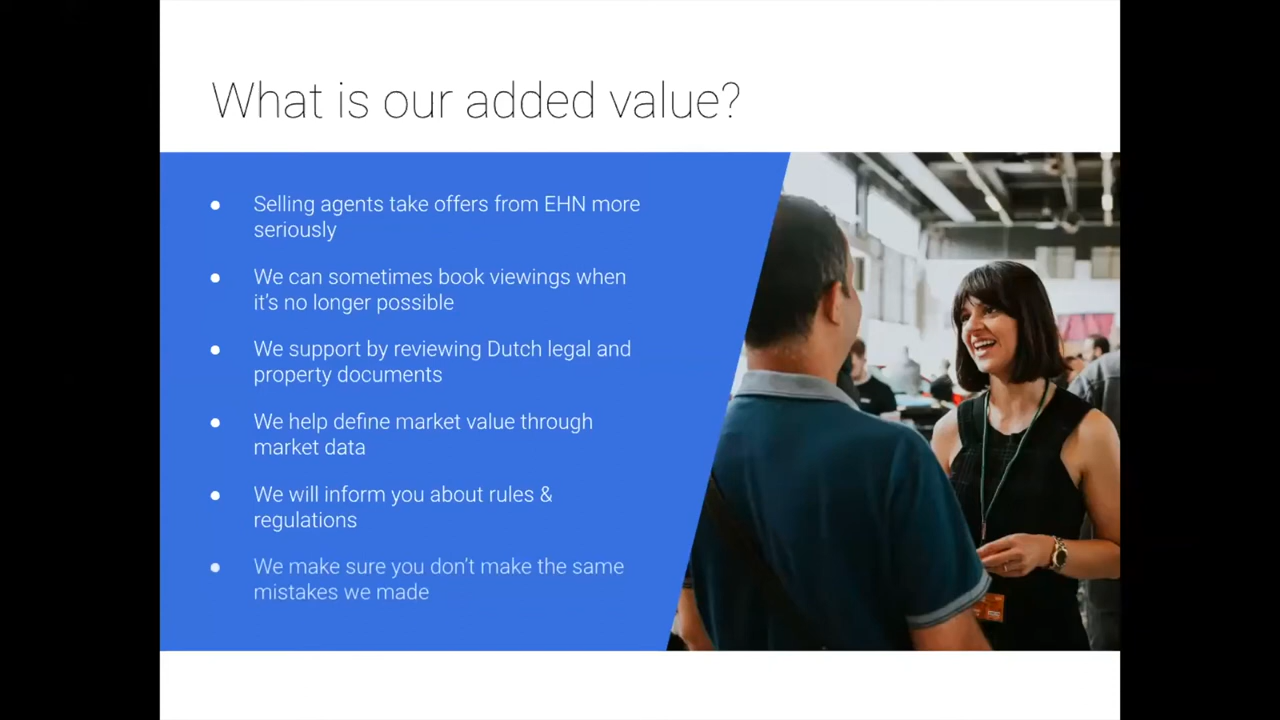 What is our added value?
● Selling agents take offers from EHN more
seriously
● We can sometimes book viewings when
it's no longer possible
● We support by reviewing Dutch legal and
property documents
● We help define market value through
market data
● We will inform you about rules &
regulations
● We make sure you don't make the same
mistakes we made